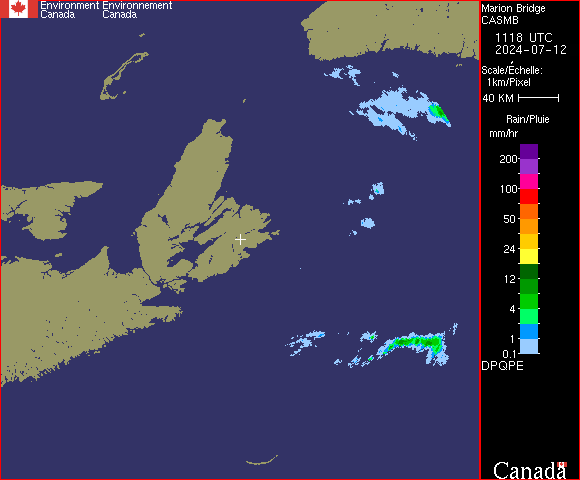 Environment Environnement
Canada Canada
Marion Bridge
CASMB
1118 UTC
2024-07-12
Scale/Echelle:
1km/Pixel
40 KM
Rain/Pluie
mm/hr
200
100
50
24
12
4
1
0.1
DPQPE
Canada